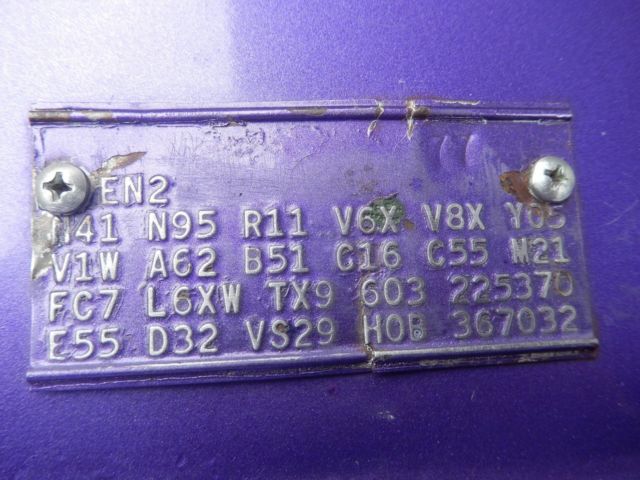 EN2
N41 N95 R11 V6X V8X Y05
V1W A62 B51 C16 C55 M21
FC7 L6XW TX9 603 225370
E55 D32 VS29 H0B 367032